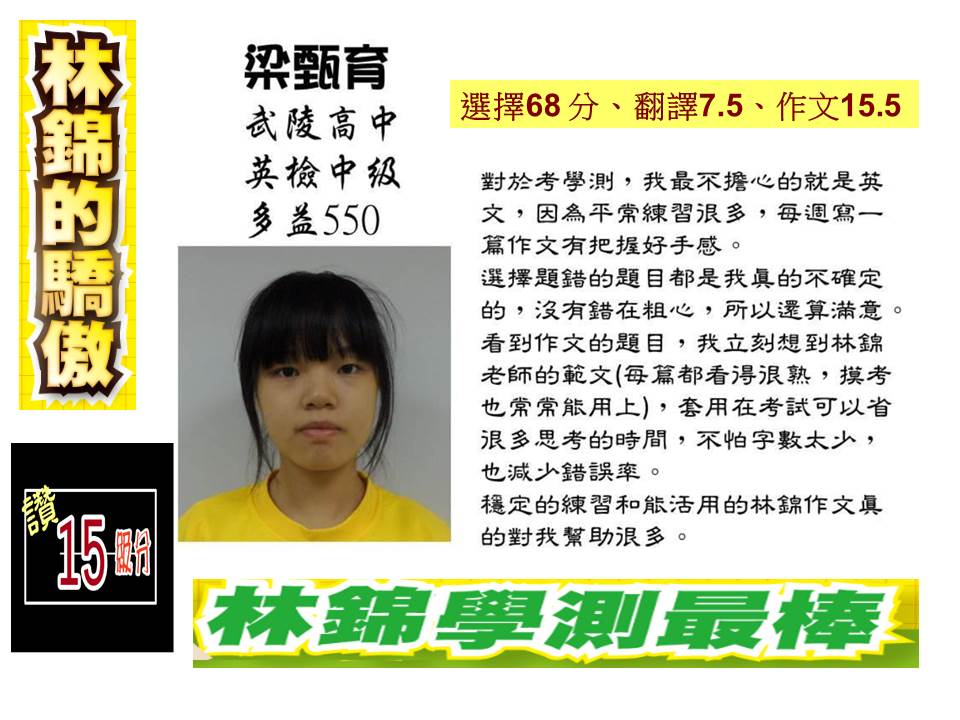 林錦的驕傲
梁甄育
武陵高中
英檢中級
多益550
選擇68 分、翻譯7.5、作文15.5
對於考學測，我最不擔心的就是英
文，因為平常練習很多，每週寫一
篇作文有把握好手感。
選擇題錯的題目都是我真的不確定
的，沒有錯在粗心，所以還算滿意。
看到作文的題目，我立刻想到林錦
老師的範文(每篇都看得很熟，摸考
也常常能用上)，套用在考試可以省
很多思考的時間，不怕字數太少，
也減少錯誤率。
穩定的練習和能活用的林錦作文真
的對我幫助很多。
讚
15
級分
林錦學測最棒